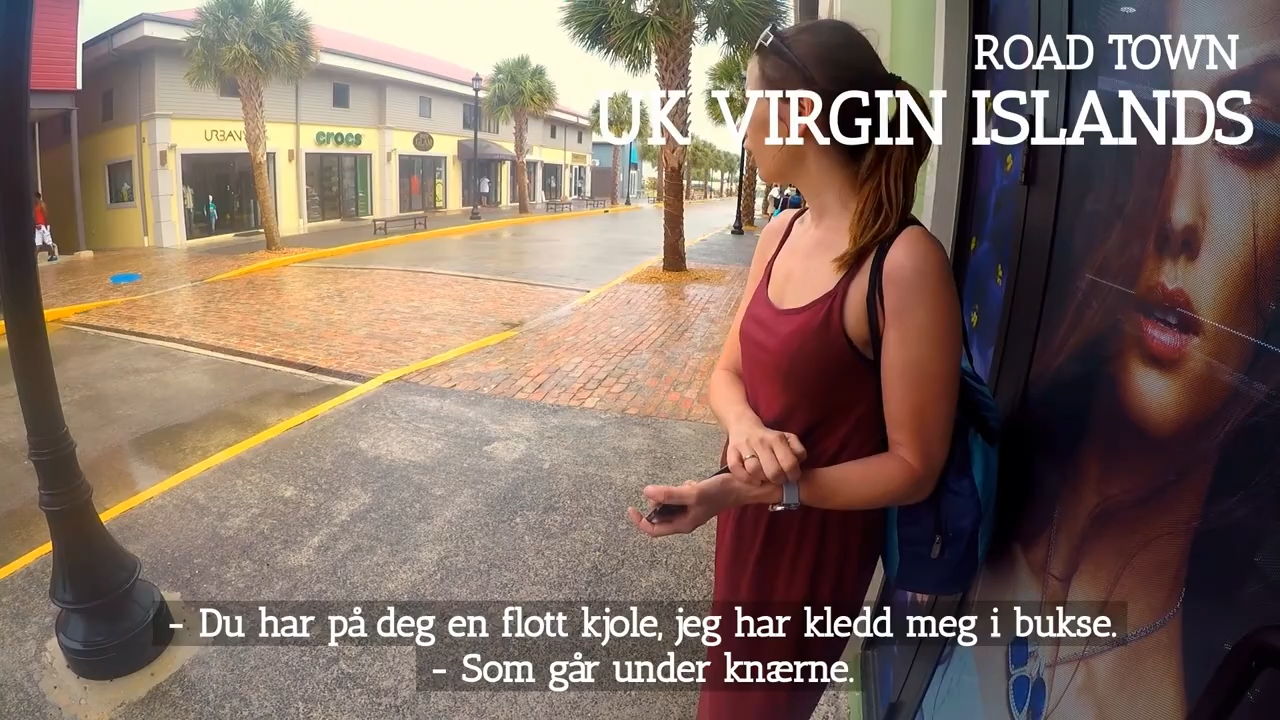 ROAD TOWN
UK VIRGIN ISLANDS
URBAN
crocs
- Du har på deg en flott kjole, jeg har kledd meg i bukse.
- Som går under knærne.